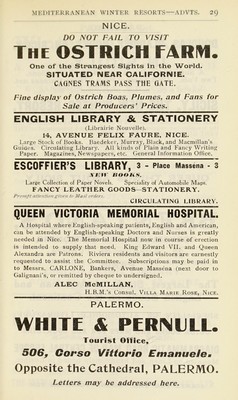 MEDITERRANEAN WINTER RESORTS—ADVTS. 29
NICE.
DO NOT FAIL TO VISIT
THE OSTRICH FARM.
One of the Strangest Sights in the World.
SITUATED NEAR CALIFORNIE.
CAGNES TRAMS PASS THE GATE.
Fine display of Ostrich Boas, Plumes, and Fans for
Sale at Producers' Prices.
ENGLISH LIBRARY & STATIONERY
(Librairie Nouvelle).
14, AVENUE FELIX FAURE, NICE.
Large Stock of Books. Baedeker, Murray, Black, and Macmillan's
Guides. Circulating Library. All kinds of Plain and Fancy Writing
Paper. Magazines, Newspapers, etc. General Information Office.
ESCOFFIER'S LIBRARY, 3 - Place Massena - 3
NEW BOOKS.
Large Collection of Paper Novels. Speciality of Automobile Maps.
FANCY LEATHER GOODS—STATIONERY.
Prompt attention given to Mail orders.
CIRCULATING LIBRARY.
QUEEN VICTORIA MEMORIAL HOSPITAL.
A Hospital where English-speaking patients, English and American,
can be attended by English-speaking Doctors and Nurses is greatly
needed in Nice. The Memorial Hospital now in course of erection
is intended to supply that need. King Edward VII. and Queen
Alexandra are Patrons. Riviera residents and visitors are earnestly
requested to assist the Committee. Subscriptions may be paid in
to Messrs. CARLONE, Bankers, Avenue Massena (next door to
Galignani's, or remitted by cheque to undersigned.
ALEC McMILLAN,
H.B.M.'s Consul, VILLA MARIE ROSE, NICE.
PALERMO.
WHITE & PERNULL.
Tourist Office,
506, Corso Vittorio Emanuele.
Opposite the Cathedral, PALERMO.
Letters may be addressed here.